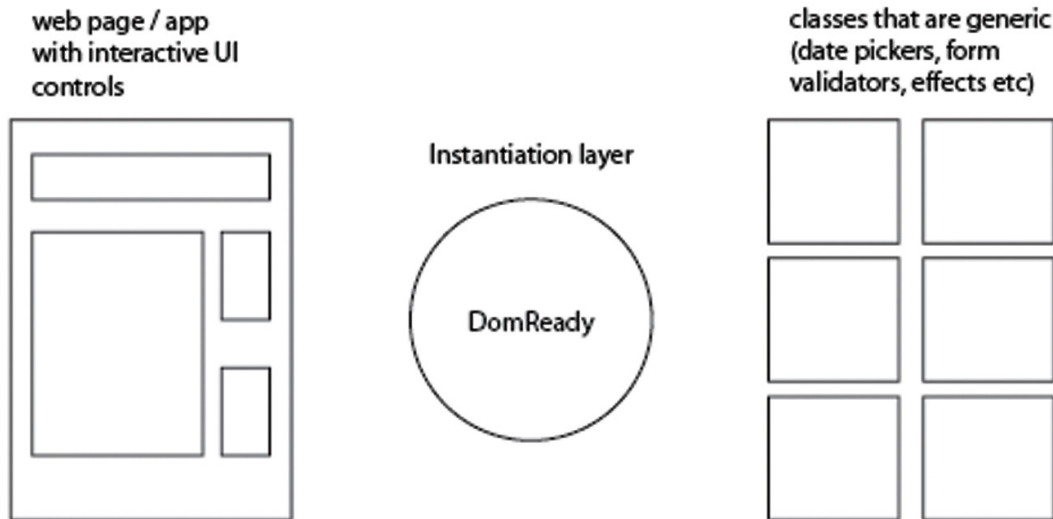 web page / app
with interactive UI
controls
Instantiation layer
DomReady
classes that are generic
(date pickers, form
validators, effects etc)